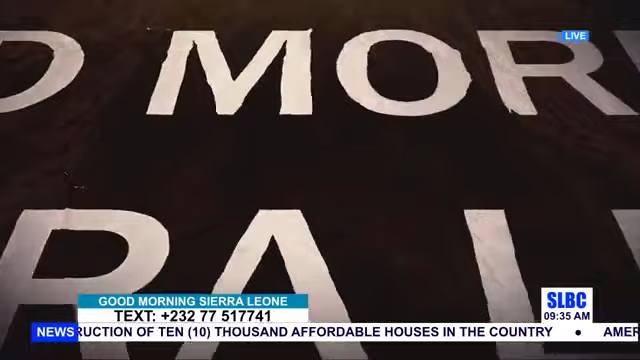 LIVE
D MOR
RA L
GOOD MORNING SIERRA LEONE
TEXT: +232 77 517741
SLBC
09:35 AM
NEWS RUCTION OF TEN (10) THOUSAND AFFORDABLE HOUSES IN THE COUNTRY • AMER